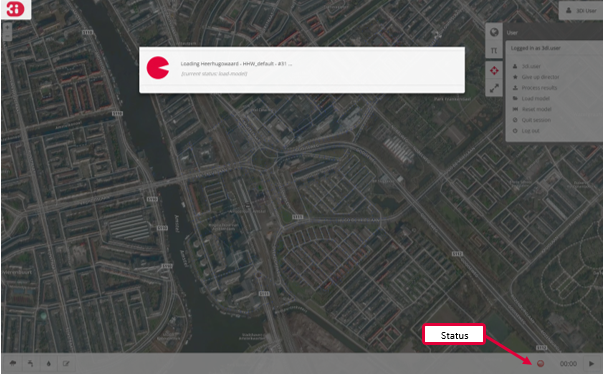 3Di User
User
Logged in as 3di user
3di user
Give up director
Process results
Load model
Reset model
Quit session
Log out
Loading Heerhugowaard - HHW_default - #31 ...
(current status: load-model)
Status
00:00